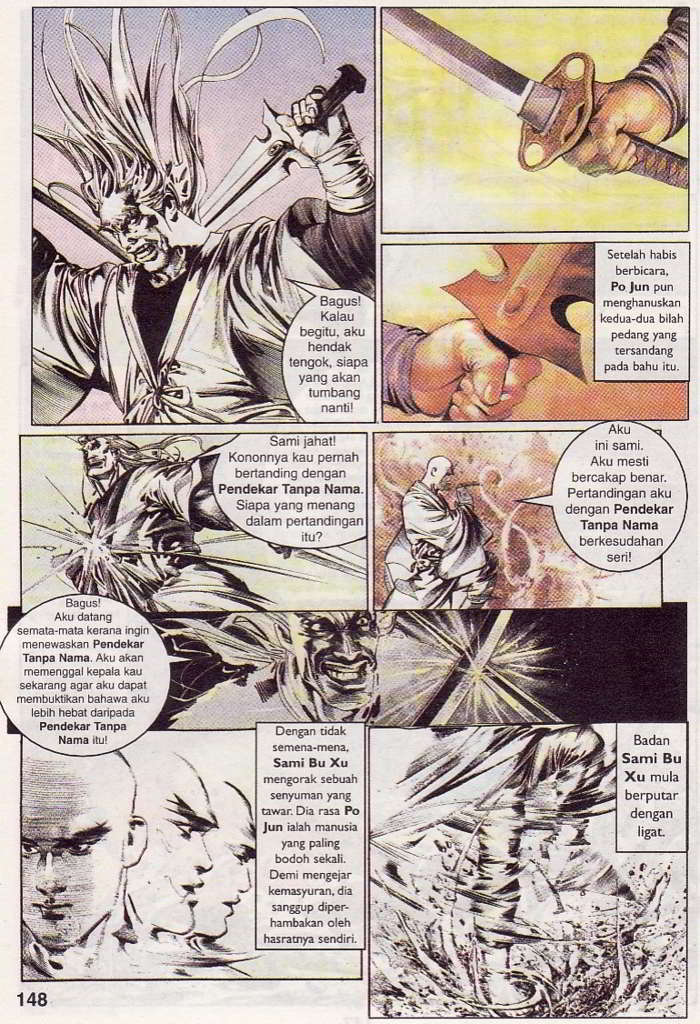 Bagus!
Kalau
begitu, aku
hendak
tengok, siapa
yang akan
tumbang
nanti!
Setelah habis
berbicara,
Po Jun pun
menghanuskan
kedua-dua bilah
pedang yang
tersandang
pada bahu itu.
Sami jahat!
Kononnya kau pernah
bertanding dengan
Pendekar Tanpa Nama.
Siapa yang menang
dalam pertandingan
itu?
Aku
ini sami.
Aku mesti
bercakap benar.
Pertandingan aku
dengan Pendekar
Tanpa Nama
berkesudahan
seri!
Bagus!
Aku datang
semata-mata kerana ingin
menewaskan Pendekar
Tanpa Nama. Aku akan
memenggal kepala kau
sekarang agar aku dapat
membuktikan bahawa aku
lebih hebat daripada
Pendekar Tanpa
Nama itu!
Dengan tidak
semena-mena,
Sami Bu Xu
mengorak sebuah
senyuman yang
tawar. Dia rasa Po
Jun ialah manusia
yang paling
bodoh sekali.
Demi mengejar
kemasyuran, dia
sanggup diper-
hambakan oleh
hasratnya sendiri.
Badan
Sami Bu
Xu mula
berputar
dengan
ligat.
148